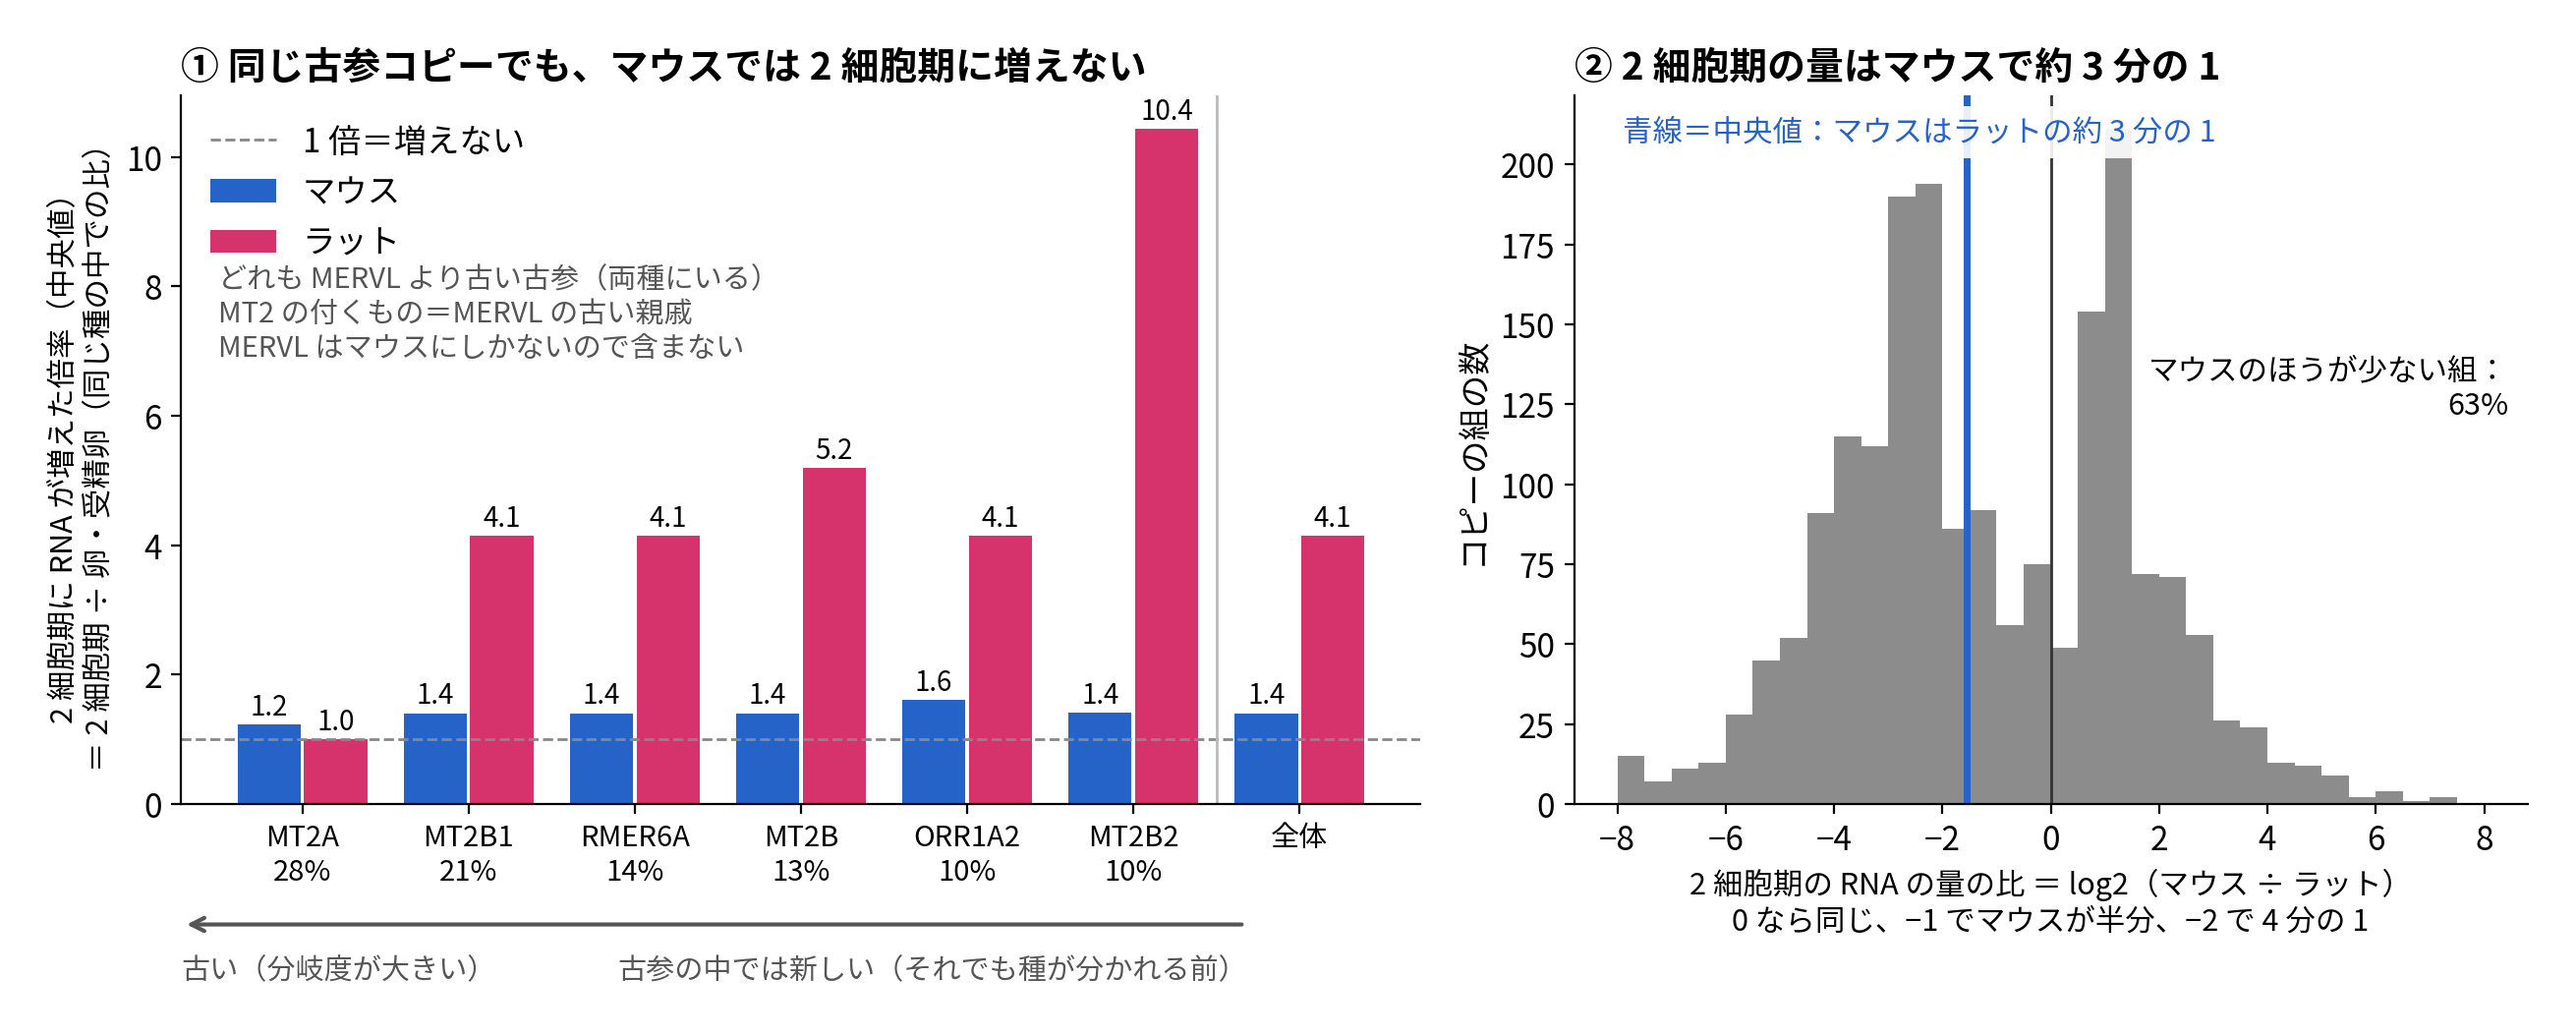 ① 同じ古参コピーでも、マウスでは 2 細胞期に増えない
2 細胞期に RNA が増えた倍率（中央値）
＝ 2 細胞期 ÷ 卵・受精卵（同じ種の中での比）
10
8
6
4
2
0
1 倍＝増えない
マウス
ラット
どれも MERVL より古い古参（両種にいる）
MT2 の付くもの＝MERVL の古い親戚
MERVL はマウスにしかないので含まない
1.2
1.0
1.4
4.1
1.4
4.1
1.4
5.2
1.6
4.1
1.4
10.4
1.4
4.1
MT2A
28%
MT2B1
21%
RMER6A
14%
MT2B
13%
ORR1A2
10%
MT2B2
10%
全体
古い（分岐度が大きい）
古参の中では新しい（それでも種が分かれる前）
② 2 細胞期の量はマウスで約 3 分の 1
青線＝中央値：マウスはラットの約 3 分の 1
コピーの組の数
200
175
150
125
100
75
50
25
0
マウスのほうが少ない組：
63%
−8
−6
−4
−2
0
2
4
6
8
2 細胞期の RNA の量の比 ＝ log2（マウス ÷ ラット）
0 なら同じ、−1 でマウスが半分、−2 で 4 分の 1